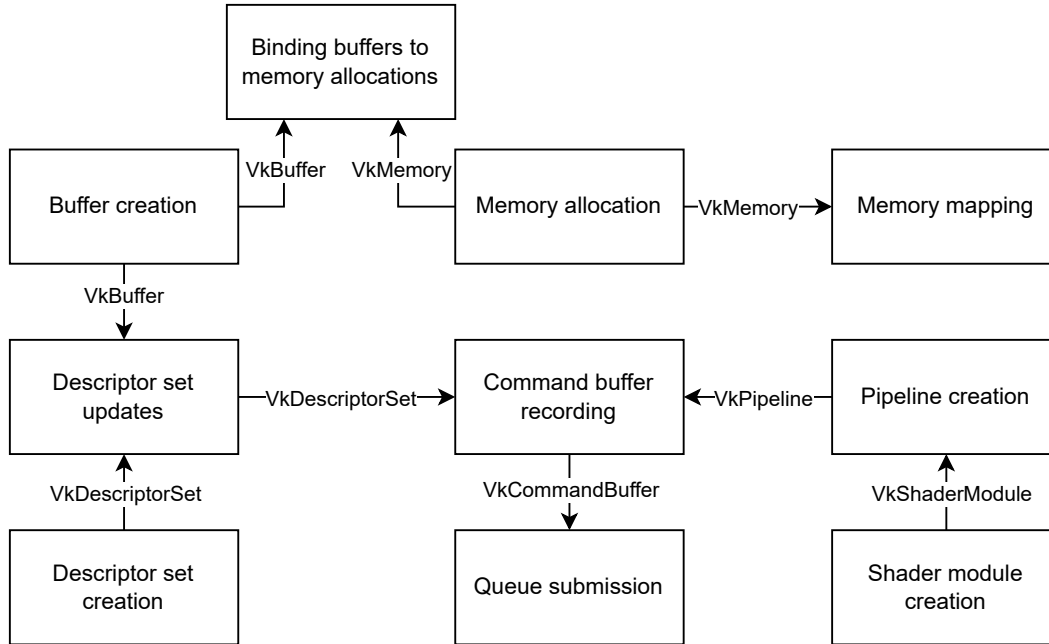 Binding buffers to
memory allocations
VkBuffer
VkMemory
Buffer creation
Memory allocation
VkMemory
Memory mapping
VkBuffer
Descriptor set
updates
VkDescriptorSet
Command buffer
recording
VkPipeline
Pipeline creation
VkDescriptorSet
VkCommandBuffer
VkShaderModule
Descriptor set
creation
Queue submission
Shader module
creation